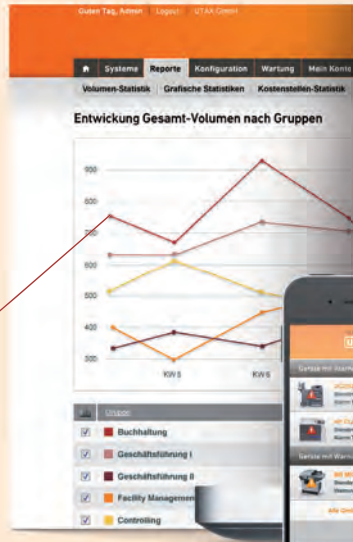 Guten Tag, Admin Logout UTAX GmbH
Systeme Reporte Konfiguration Wartung Mein Konto
Volumen-Statistik Grafische Statistiken Kostenstellen-Statistik
Entwickung Gesamt-Volumen nach Gruppen
900
800
700
600
500
400
300
KW 5 KW 6
Gruppen
Buchhaltung
Geschäftsführung I
Geschäftsführung II
Facility Managemen
Controlling